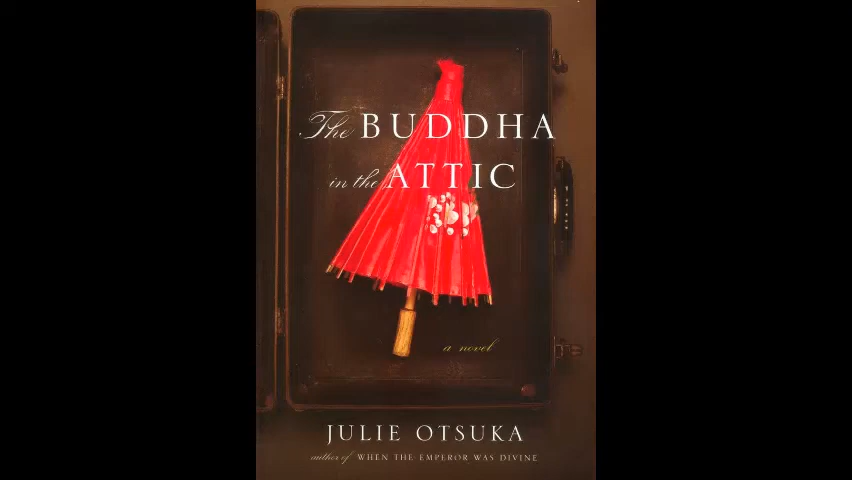 The BUDDHA
in the ATTIC
a novel
JULIE OTSUKA
author of WHEN THE EMPEROR WAS DIVINE